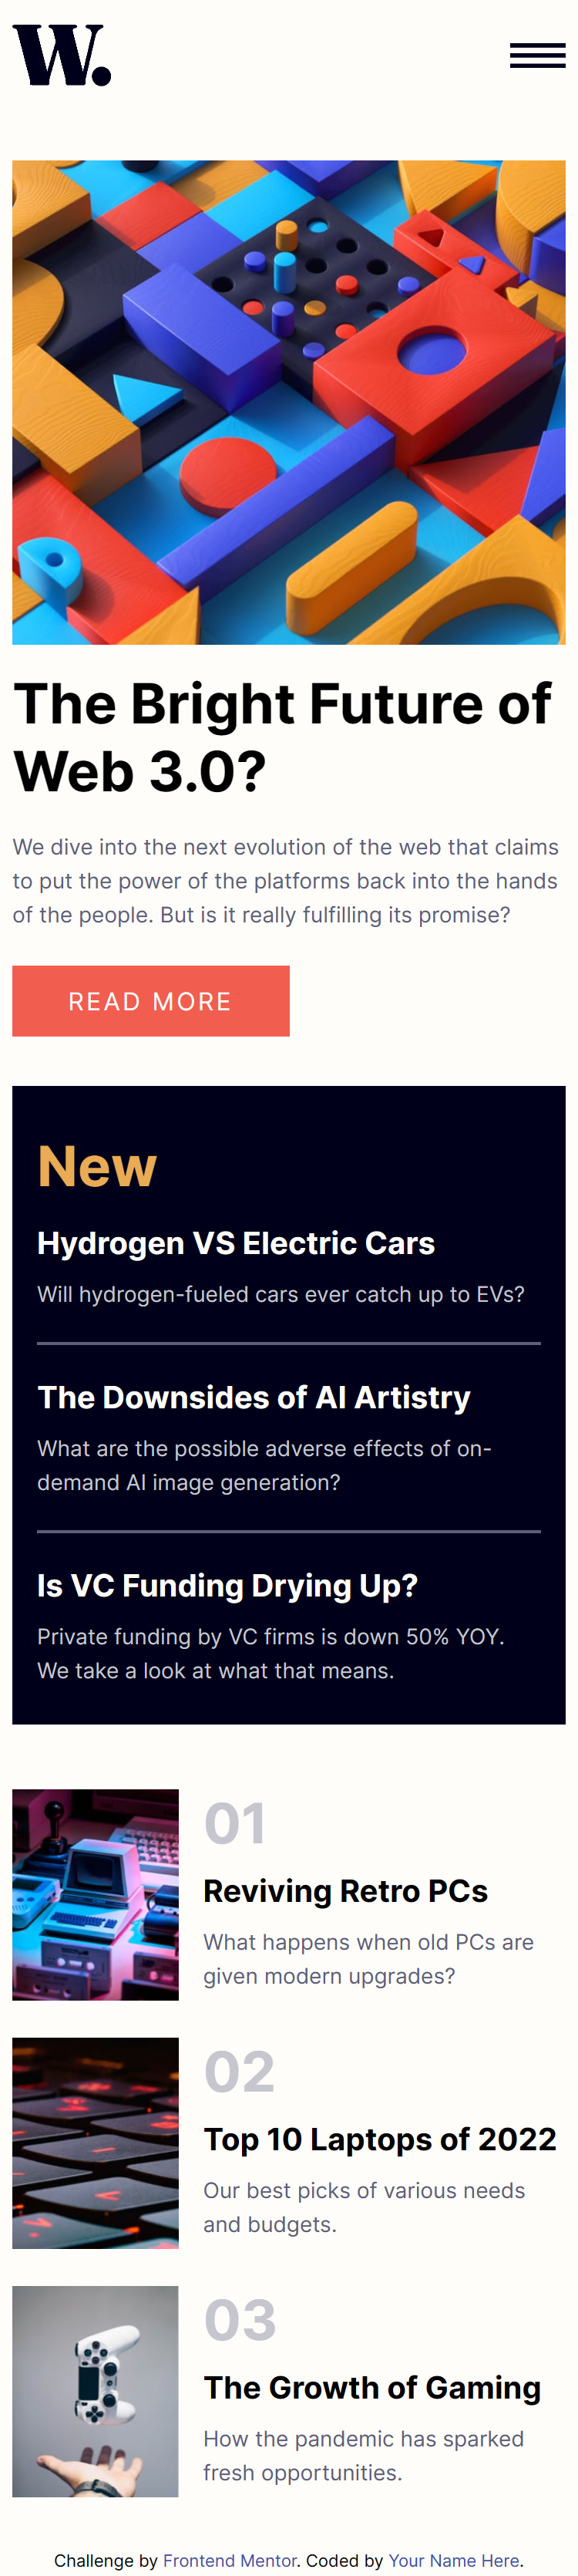 W.
The Bright Future of
Web 3.0?
We dive into the next evolution of the web that claims
to put the power of the platforms back into the hands
of the people. But is it really fulfilling its promise?
READ MORE
New
Hydrogen VS Electric Cars
Will hydrogen-fueled cars ever catch up to EVs?
The Downsides of AI Artistry
What are the possible adverse effects of on-
demand AI image generation?
Is VC Funding Drying Up?
Private funding by VC firms is down 50% YOY.
We take a look at what that means.
01
Reviving Retro PCs
What happens when old PCs are
given modern upgrades?
02
Top 10 Laptops of 2022
Our best picks of various needs
and budgets.
03
The Growth of Gaming
How the pandemic has sparked
fresh opportunities.
Challenge by Frontend Mentor. Coded by Your Name Here.